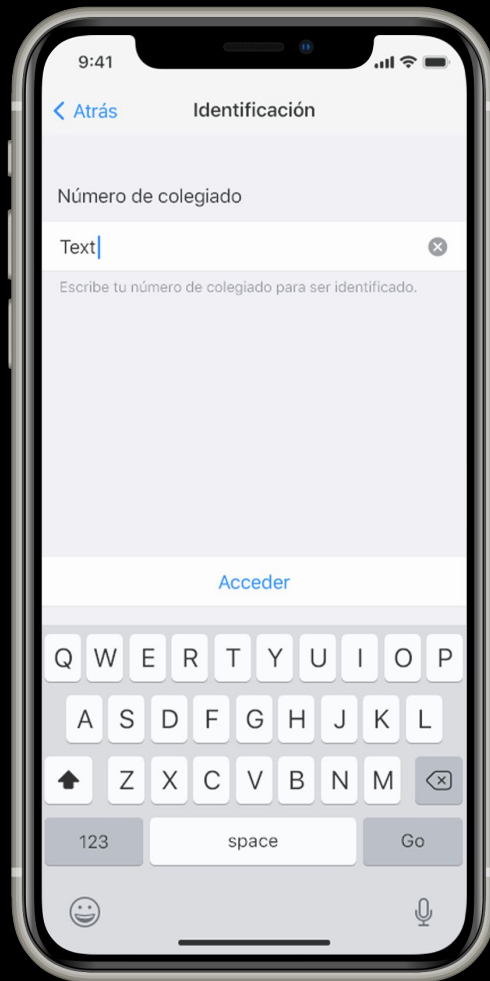 9:41
Atrás Identificación
Número de colegiado
Text
Escribe tu número de colegiado para ser identificado.
Acceder
Q W E R T Y U I O P
A S D F G H J K L
Z X C V B N M
123 space Go